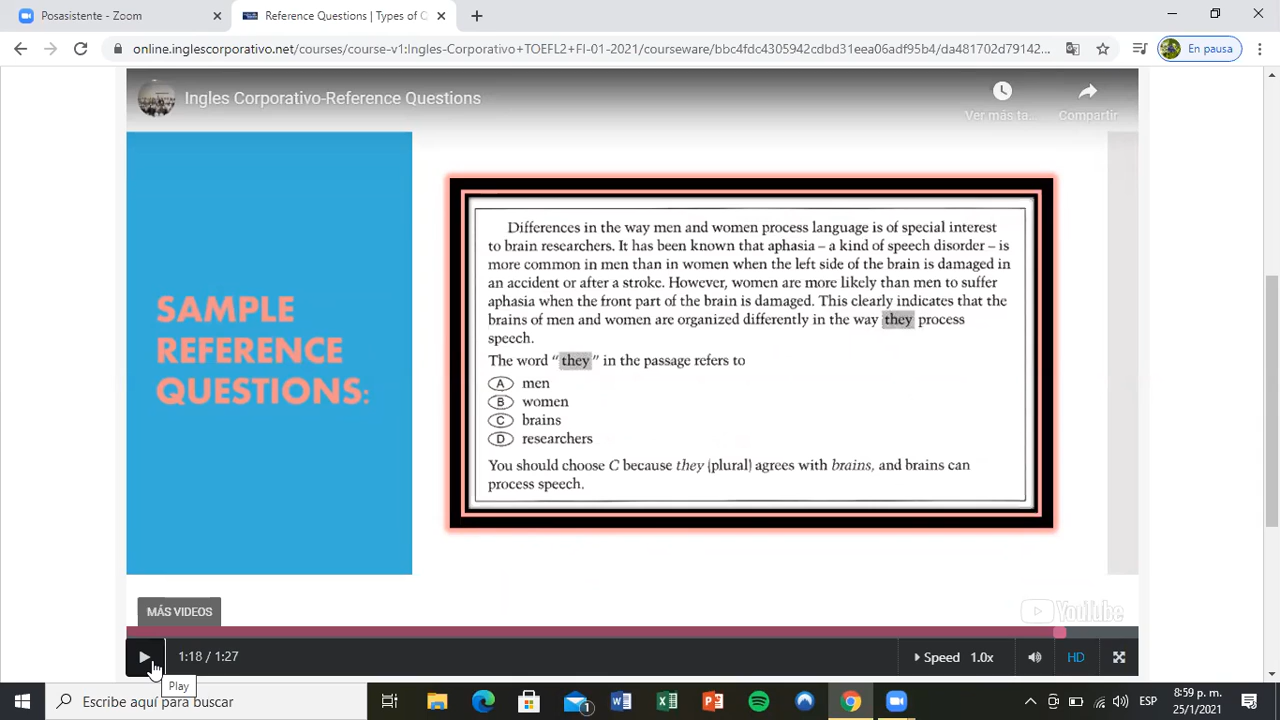 Posasistente - Zoom
Reference Questions | Types of Q
online.inglescorporativo.net/courses/course-v1:Ingles-Corporativo+TOEFL2+FI-01-2021/courseware/bbc4fdc4305942cdbd31eea06adf95b4/da481702d79142...
En pausa
Ingles Corporativo-Reference Questions
Ver más ta...
Compartir
SAMPLE
REFERENCE
QUESTIONS:
Differences in the way men and women process language is of special interest
to brain researchers. It has been known that aphasia – a kind of speech disorder – is
more common in men than in women when the left side of the brain is damaged in
an accident or after a stroke. However, women are more likely than men to suffer
aphasia when the front part of the brain is damaged. This clearly indicates that the
brains of men and women are organized differently in the way they process
speech.
The word “they” in the passage refers to
A men
B women
C brains
D researchers
You should choose C because they (plural) agrees with brains, and brains can
process speech.
MÁS VIDEOS
YouTube
1:18 / 1:27
Speed 1.0x
HD
Play
Escribe aquí para buscar
1
ESP
8:59 p. m.
25/1/2021